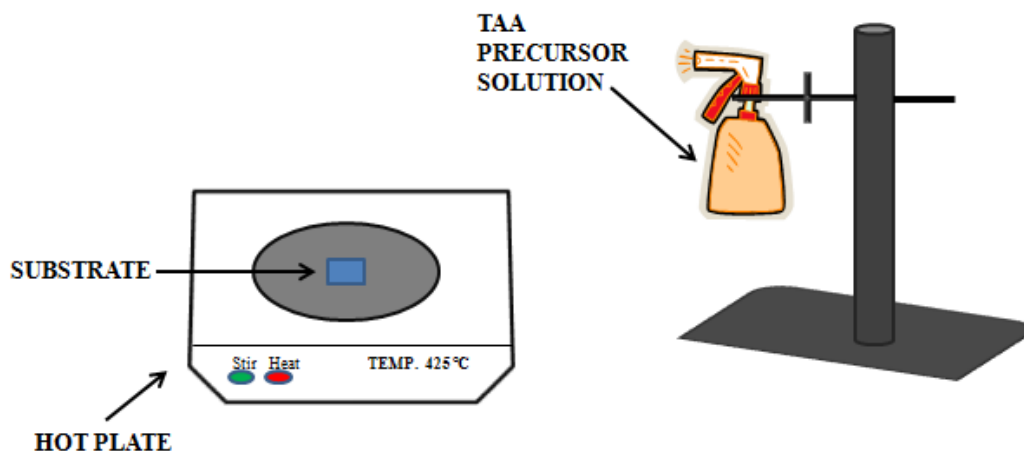 TAA
PRECURSOR
SOLUTION
SUBSTRATE
Stir Heat
TEMP. 425°C
HOT PLATE